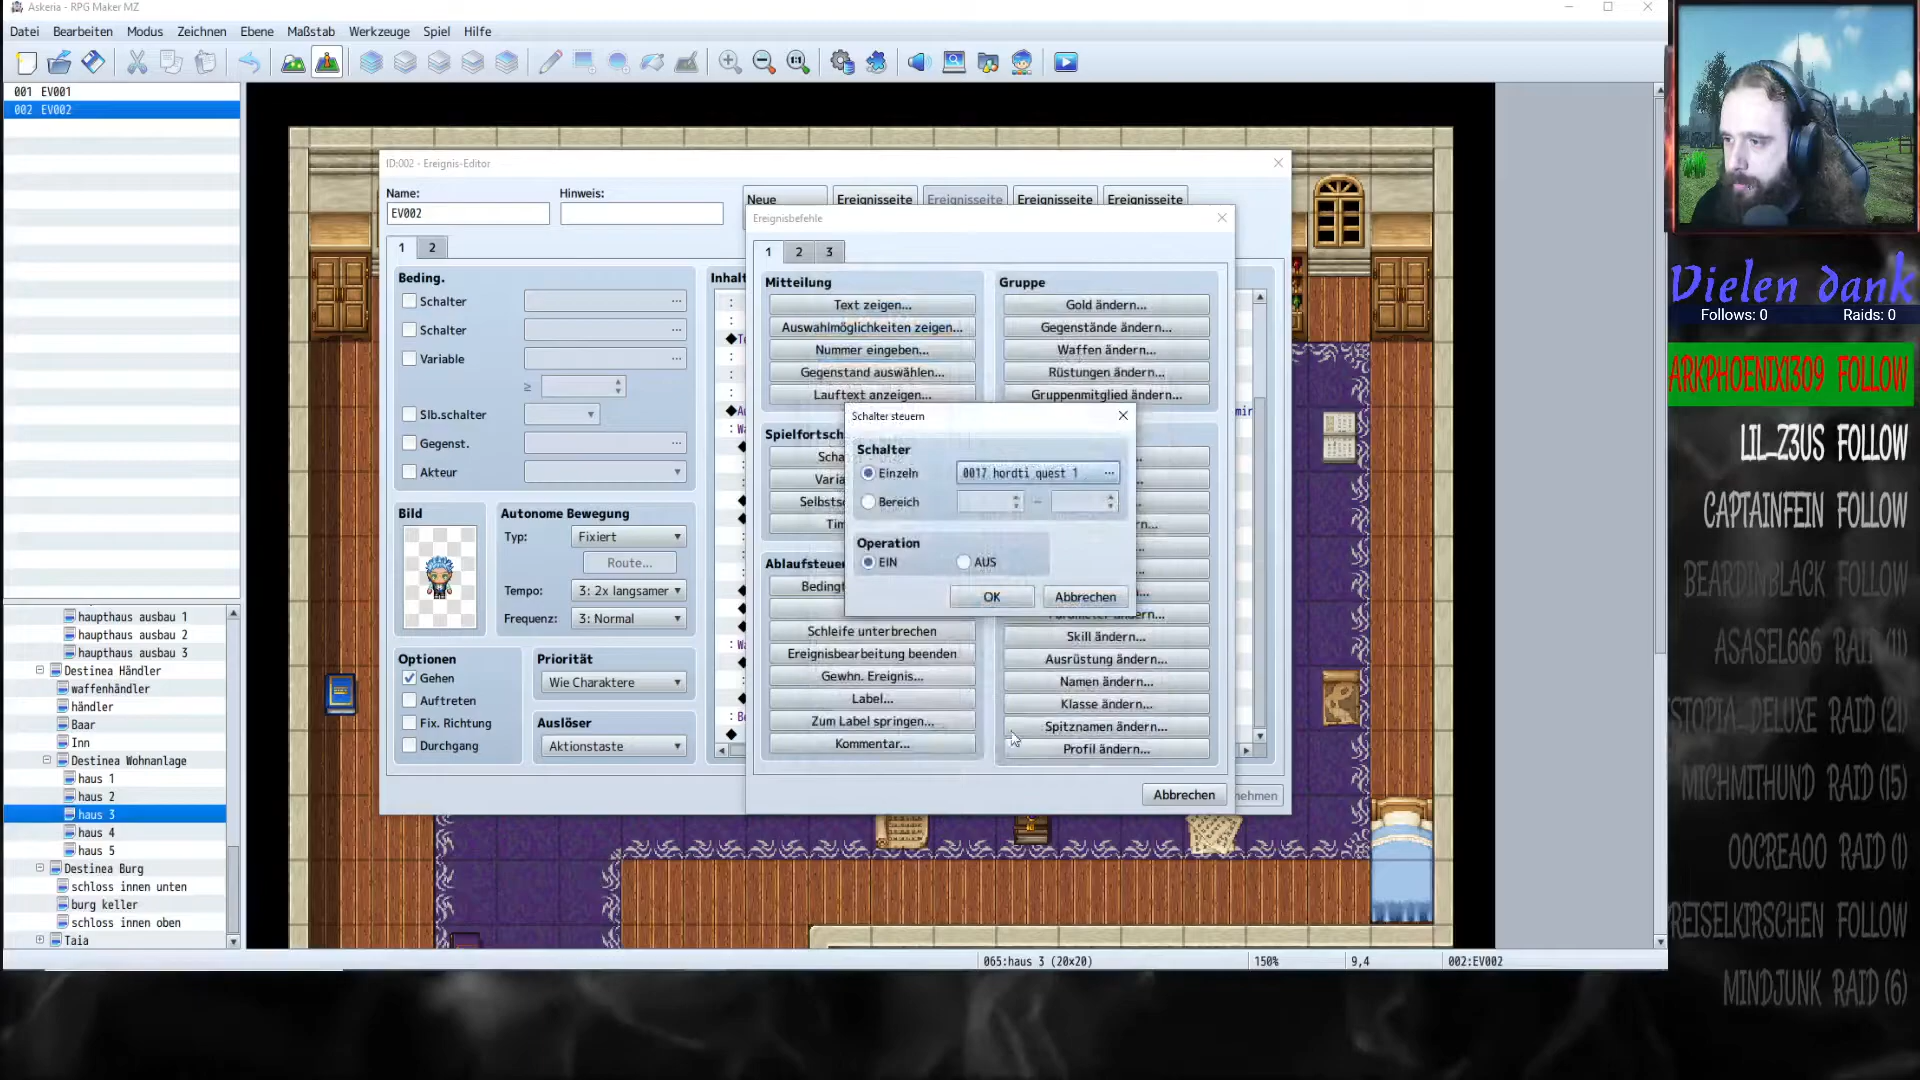 Askeria - RPG Maker MZ
Datei Bearbeiten Modus Zeichnen Ebene Maßstab Werkzeuge Spiel Hilfe
001 EV001
002 EV002
ID:002 - Ereignis-Editor
Name:
Hinweis:
EV002
Neue
Ereignisseite
Ereignisseite
Ereignisseite
Ereignisseite
1 2
Beding.
Schalter
Schalter
Variable
≥
Slb.schalter
Gegenst.
Akteur
Bild
Autonome Bewegung
Typ: Fixiert
Route...
Tempo: 3: 2x langsamer
Frequenz: 3: Normal
Optionen
Gehen
Auftreten
Fix. Richtung
Durchgang
Priorität
Wie Charaktere
Auslöser
Aktionstaste
Ereignisbefehle
1 2 3
Mitteilung
Text zeigen...
Auswahlmöglichkeiten zeigen...
Nummer eingeben...
Gegenstand auswählen...
Lauftext anzeigen...
Gruppe
Gold ändern...
Gegenstände ändern...
Waffen ändern...
Rüstungen ändern...
Gruppenmitglied ändern...
Schleife unterbrechen
Ereignisbearbeitung beenden
Gewhn. Ereignis...
Label...
Zum Label springen...
Kommentar...
Skill ändern...
Ausrüstung ändern...
Namen ändern...
Klasse ändern...
Spitznamen ändern...
Profil ändern...
Abbrechen
Schalter steuern
Schalter
Einzeln
0017 hordti quest 1 ...
Bereich
Operation
EIN
AUS
OK
Abbrechen
haupthaus ausbau 1
haupthaus ausbau 2
haupthaus ausbau 3
Destinea Händler
waffenhändler
händler
Baar
Inn
Destinea Wohnanlage
haus 1
haus 2
haus 3
haus 4
haus 5
Destinea Burg
schloss innen unten
burg keller
schloss innen oben
Taia
065:haus 3 (20x20)
150%
9,4
002:EV002
Vielen dank
Follows: 0
Raids: 0
ARKPHOENIX1309 FOLLOW
LIL_Z3US FOLLOW
CAPTAINFEIN FOLLOW
BEARDINBLACK FOLLOW
ASASEL666 RAID (1)
STOPIA_DELUXE RAID (2)
MICHMITHUND RAID (15)
OOCREAOO RAID (1)
REISELKIRSCHEN FOLLOW
MINDJUNK RAID (6)